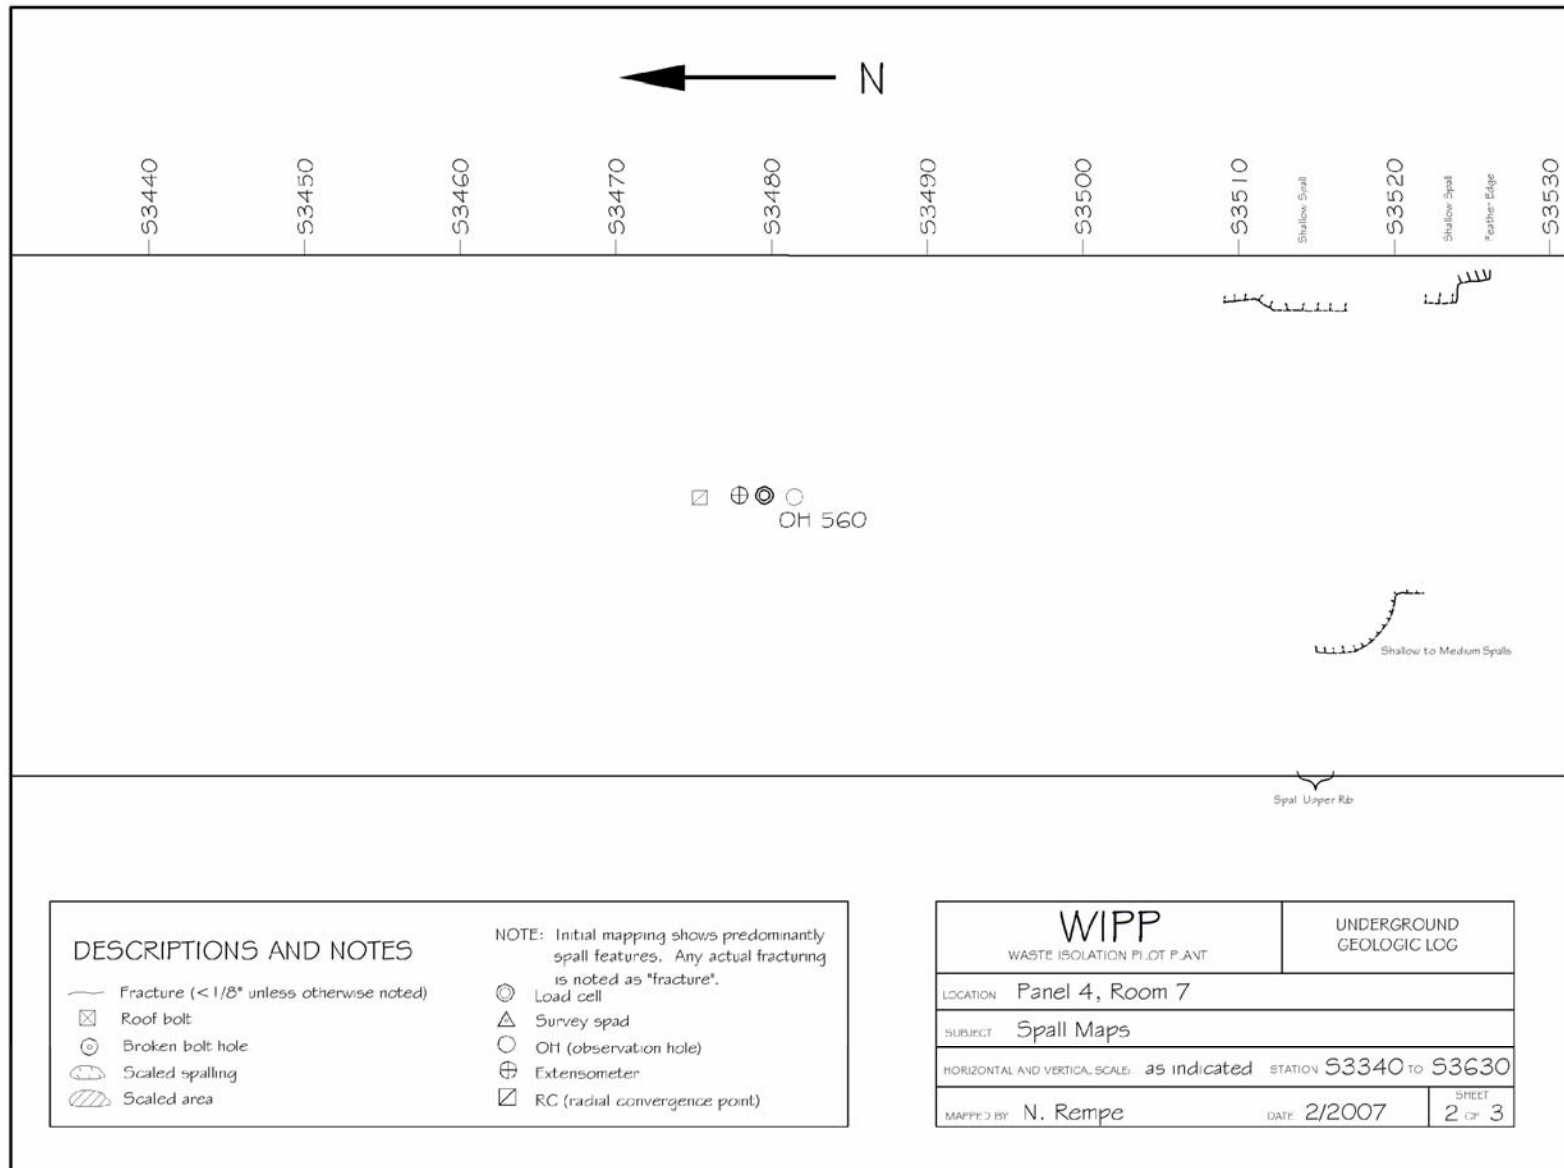 N
S3440
S3450
S3460
S3470
S3480
S3490
S3500
S3510
Shallow Spall
S3520
Shallow Spall
Feather Edge
S3530
OH 560
Shallow to Medium Spalls
Spal Upper Rib
DESCRIPTIONS AND NOTES
Fracture (< 1/8" unless otherwise noted)
Roof bolt
Broken bolt hole
Scaled spalling
Scaled area
NOTE: Initial mapping shows predominantly
spall features. Any actual fracturing
is noted as "fracture".
Load cell
Survey spad
OH (observation hole)
Extensometer
RC (radial convergence point)
WIPP
WASTE ISOLATION PILOT PLANT
UNDERGROUND
GEOLOGIC LOG
LOCATION Panel 4, Room 7
SUBJECT Spall Maps
HORIZONTAL AND VERTICAL SCALE: as indicated STATION S3340 TO S3630
MAPPED BY N. Rempe DATE 2/2007
SHEET
2 OF 3